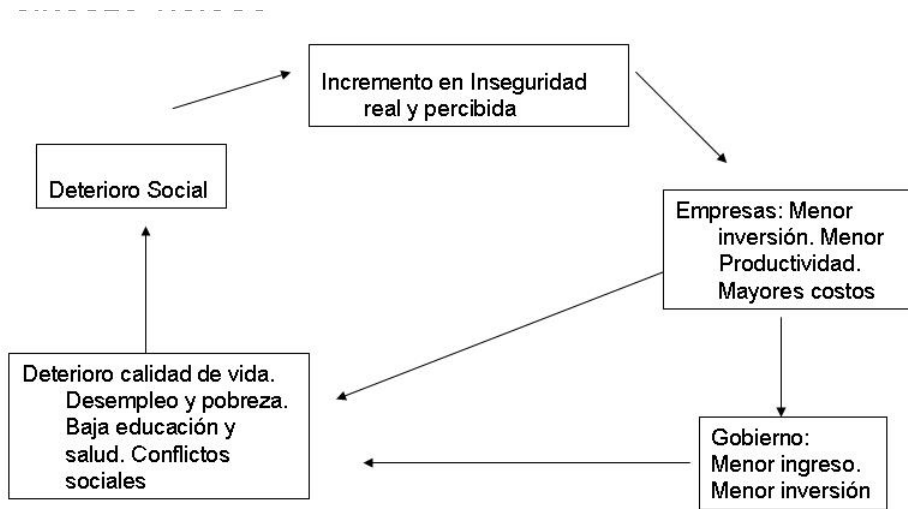 Incremento en Inseguridad
real y percibida
Deterioro Social
Empresas: Menor
inversión. Menor
Productividad.
Mayores costos
Deterioro calidad de vida.
Desempleo y pobreza.
Baja educación y
salud. Conflictos
sociales
Gobierno:
Menor ingreso.
Menor inversión